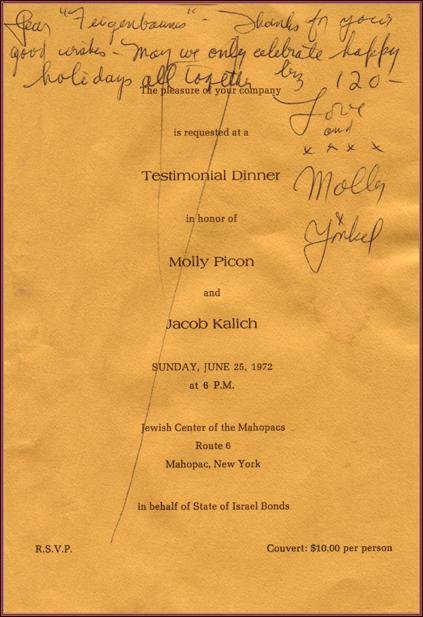 Dear "Feigenbaums" - Thanks for your
good wishes - May we only celebrate happy
holidays all together biz 120 -
Love
and
x x x x
Molly
x
Yonkel
The pleasure of your company
is requested at a
Testimonial Dinner
in honor of
Molly Picon
and
Jacob Kalich
SUNDAY, JUNE 25, 1972
at 6 P.M.
Jewish Center of the Mahopacs
Route 6
Mahopac, New York
in behalf of State of Israel Bonds
R.S.V.P.
Couvert: $10.00 per person